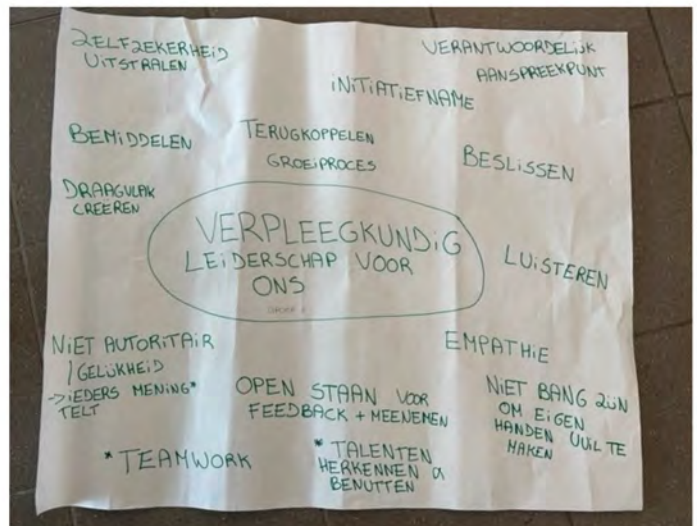 ZELFZEKERHEID
UITSTRALEN
VERANTWOORDELIJK
AANSPREEKPUNT
INITIATIEFNAME
BEMIDDELEN
TERUGKOPPELEN
GROEIPROCES
BESLISSEN
DRAAGVLAK
CREËREN
VERPLEEGKUNDIG
LEIDERSCHAP VOOR
ONS
LUISTEREN
NIET AUTORITAIR
/ GELIJKHEID
-> IEDERS MENING*
TELT
EMPATHIE
OPEN STAAN VOOR
FEEDBACK + MEENEMEN
NIET BANG ZIJN
OM EIGEN
HANDEN VUIL TE
MAKEN
* TEAMWORK
* TALENTEN
HERKENNEN &
BENUTTEN